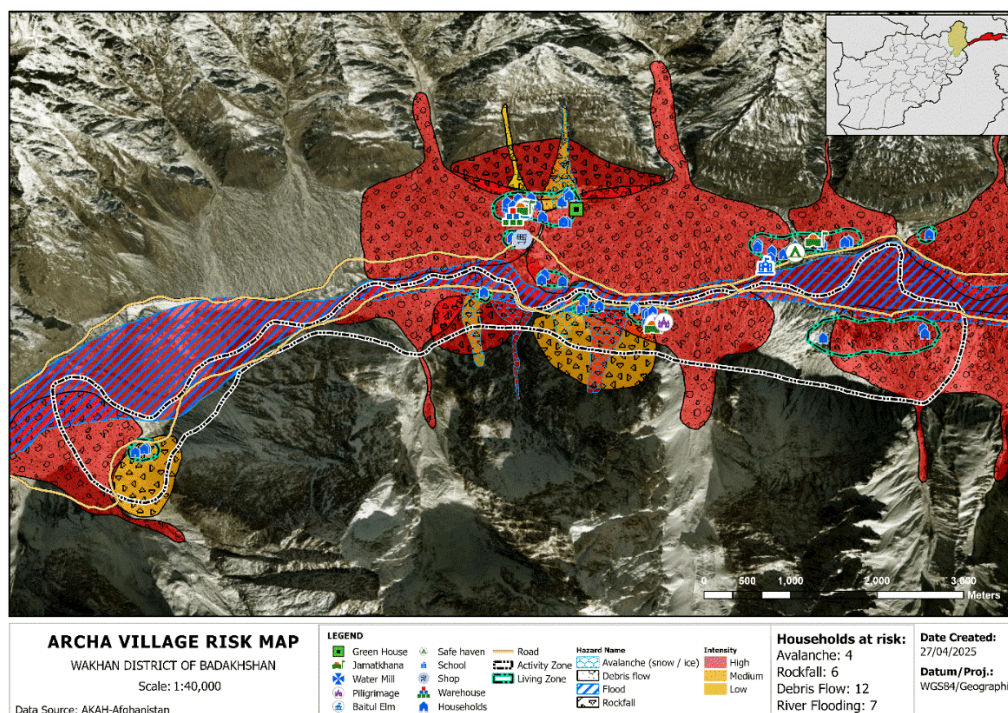 0 500 1,000 2,000 3,000
Meters
ARCHA VILLAGE RISK MAP
WAKHAN DISTRICT OF BADAKHSHAN
Scale: 1:40,000
Data Source: AKAH-Afghanistan
LEGEND
Green House
Jamatkhana
Water Mill
Piligrimage
Baitul Elm
Safe haven
School
Shop
Warehouse
Households
Road
Activity Zone
Living Zone
Hazard Name
Avalanche (snow / ice)
Debris flow
Flood
Rockfall
Intensity
High
Medium
Low
Households at risk:
Avalanche: 4
Rockfall: 6
Debris Flow: 12
River Flooding: 7
Date Created:
27/04/2025
Datum/Proj.:
WGS84/Geographi